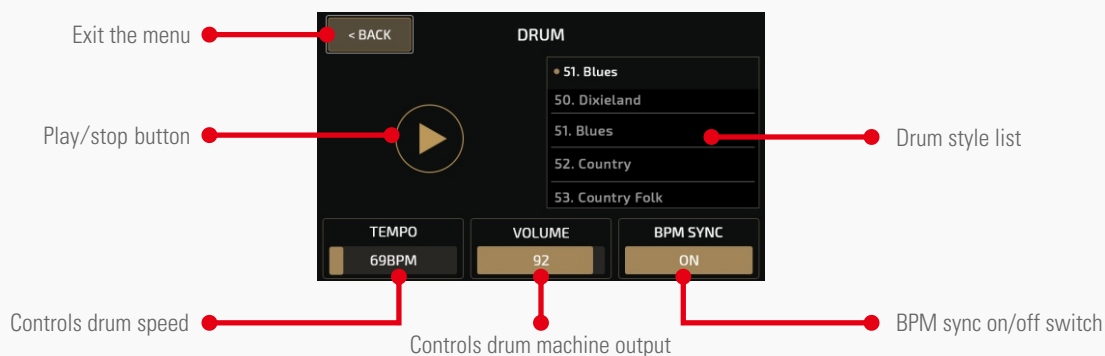 Exit the menu
< BACK
DRUM
51. Blues
50. Dixieland
Play/stop button
51. Blues
Drum style list
52. Country
53. Country Folk
TEMPO
VOLUME
BPM SYNC
69BPM
92
ON
Controls drum speed
BPM sync on/off switch
Controls drum machine output